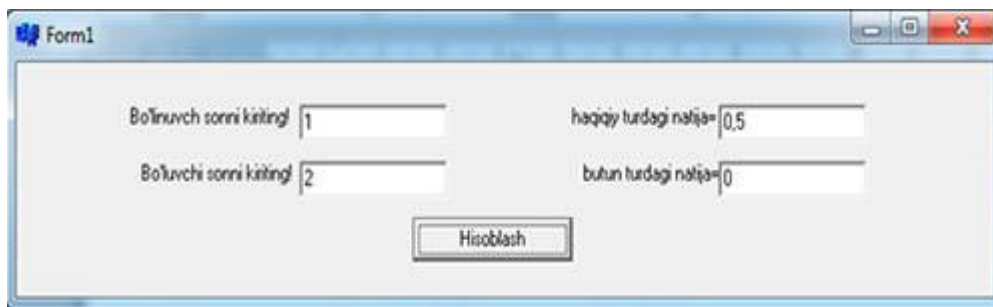 Form1
Bo'linuvch sonni kiriting! 1
haqiqiy turdagi natija= 0,5
Bo'luvchi sonni kiriting! 2
butun turdagi natija= 0
Hisoblash